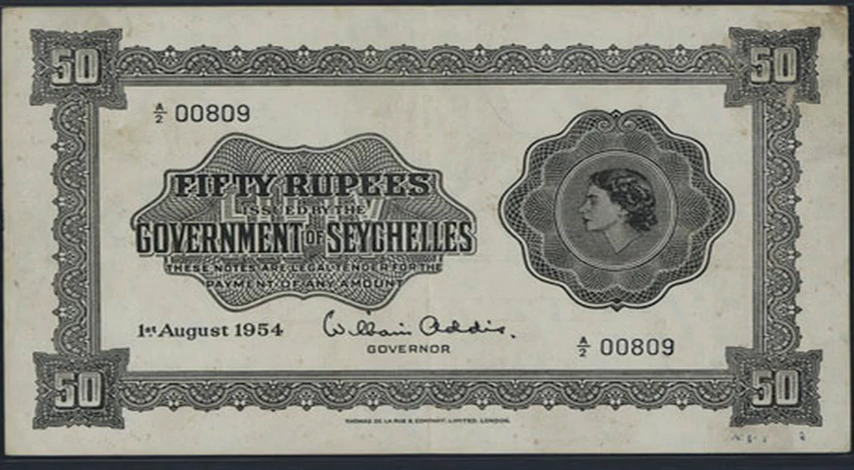 50 50
A/2 00809
FIFTY RUPEES
ISSUED BY THE
GOVERNMENT OF SEYCHELLES
THESE NOTES ARE LEGAL TENDER FOR THE
PAYMENT OF ANY AMOUNT
1st August 1954 William Addis.
GOVERNOR
A/2 00809
50 50
THOMAS DE LA RUE & COMPANY, LIMITED, LONDON.